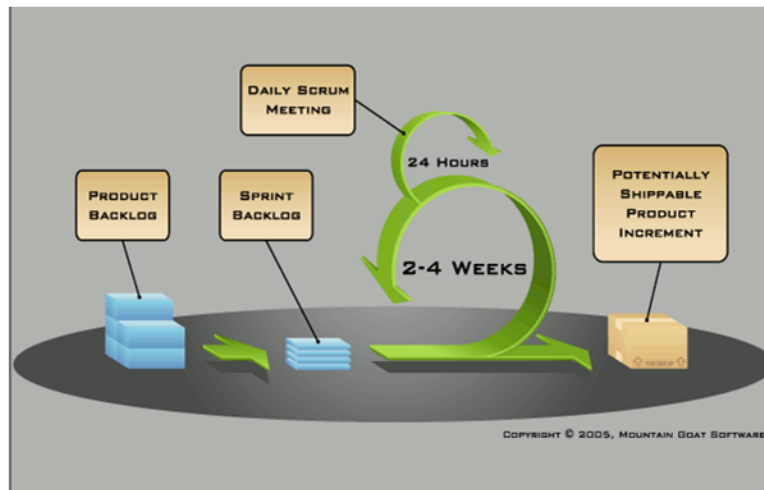 DAILY SCRUM
MEETING
24 HOURS
PRODUCT
BACKLOG
SPRINT
BACKLOG
POTENTIALLY
SHIPPABLE
PRODUCT
INCREMENT
2-4 WEEKS
COPYRIGHT © 2005, MOUNTAIN GOAT SOFTWARE